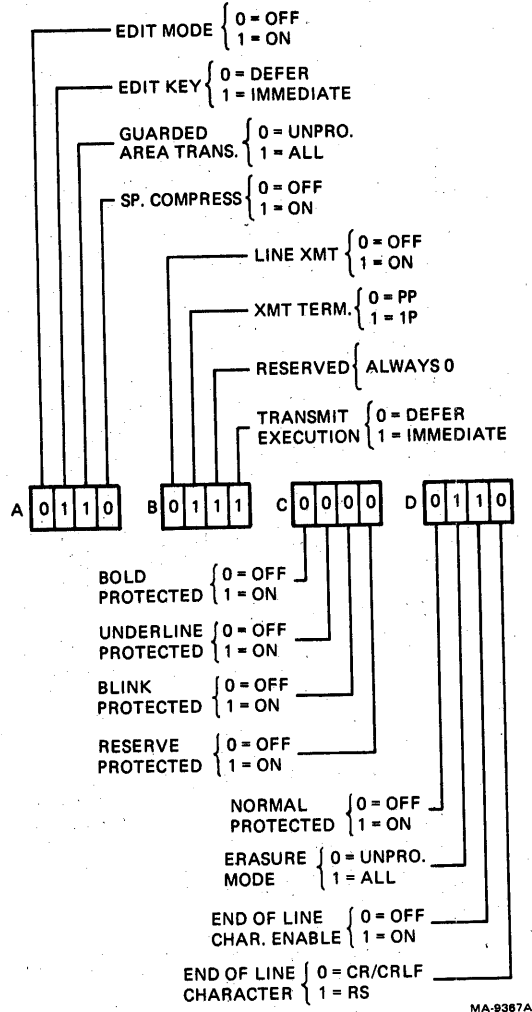 EDIT MODE { 0 = OFF
1 = ON
EDIT KEY { 0 = DEFER
1 = IMMEDIATE
GUARDED AREA TRANS. { 0 = UNPRO.
1 = ALL
SP. COMPRESS { 0 = OFF
1 = ON
LINE XMT { 0 = OFF
1 = ON
XMT TERM. { 0 = PP
1 = 1P
RESERVED { ALWAYS 0
TRANSMIT { 0 = DEFER
EXECUTION 1 = IMMEDIATE
A 0 1 1 0 B 0 1 1 1 C 0 0 0 0 D 0 1 1 0
BOLD { 0 = OFF
PROTECTED 1 = ON
UNDERLINE { 0 = OFF
PROTECTED 1 = ON
BLINK { 0 = OFF
PROTECTED 1 = ON
RESERVE { 0 = OFF
PROTECTED 1 = ON
NORMAL { 0 = OFF
PROTECTED 1 = ON
ERASURE { 0 = UNPRO.
MODE 1 = ALL
END OF LINE { 0 = OFF
CHAR. ENABLE 1 = ON
END OF LINE { 0 = CR/CRLF
CHARACTER 1 = RS
MA-9367A